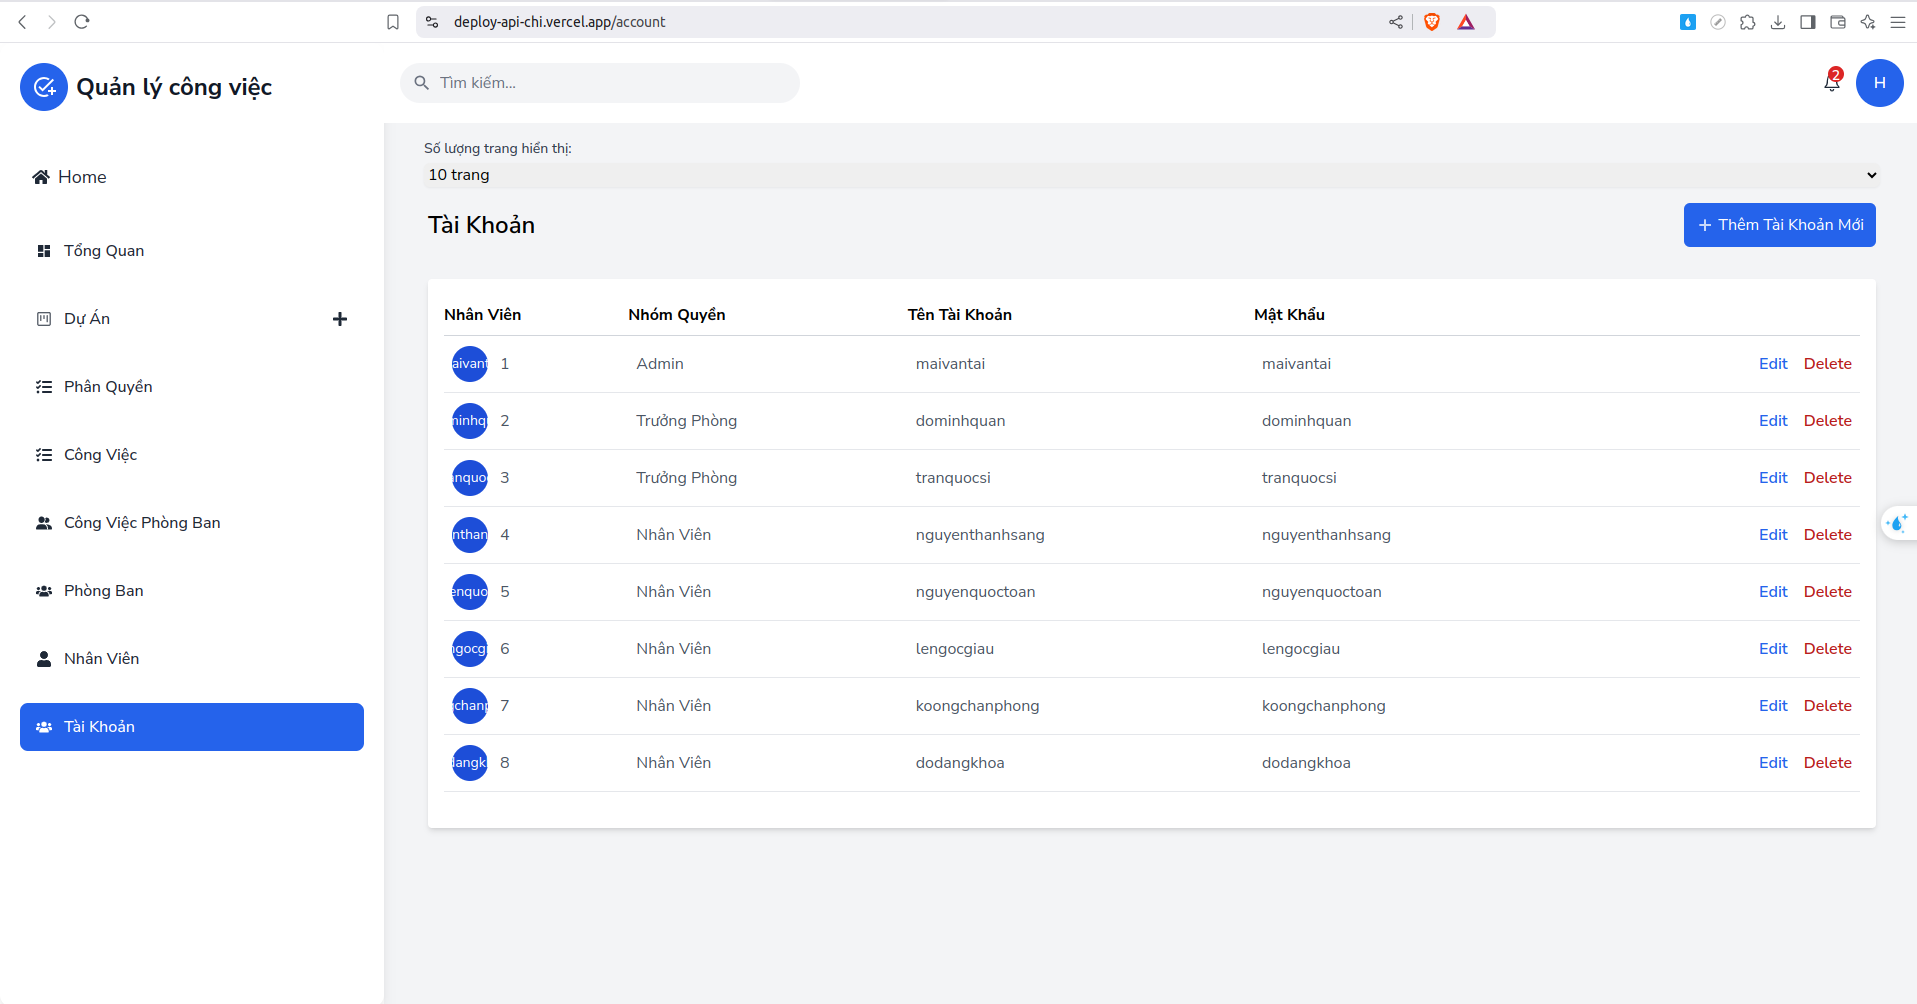 deploy-api-chi.vercel.app/account
Quản lý công việc
Tìm kiếm...
2
H
Home
Tổng Quan
Dự Án
Phân Quyền
Công Việc
Công Việc Phòng Ban
Phòng Ban
Nhân Viên
Tài Khoản
Số lượng trang hiển thị:
10 trang
Tài Khoản
Thêm Tài Khoản Mới
Nhân Viên Nhóm Quyền Tên Tài Khoản Mật Khẩu
aivant 1 Admin maivantai maivantai Edit Delete
ninhq 2 Trưởng Phòng dominhquan dominhquan Edit Delete
nquo 3 Trưởng Phòng tranquocsi tranquocsi Edit Delete
nthan 4 Nhân Viên nguyenthanhsang nguyenthanhsang Edit Delete
enquo 5 Nhân Viên nguyenquoctoan nguyenquoctoan Edit Delete
ngocgi 6 Nhân Viên lengocgiau lengocgiau Edit Delete
chanp 7 Nhân Viên koongchanphong koongchanphong Edit Delete
dangk 8 Nhân Viên dodangkhoa dodangkhoa Edit Delete